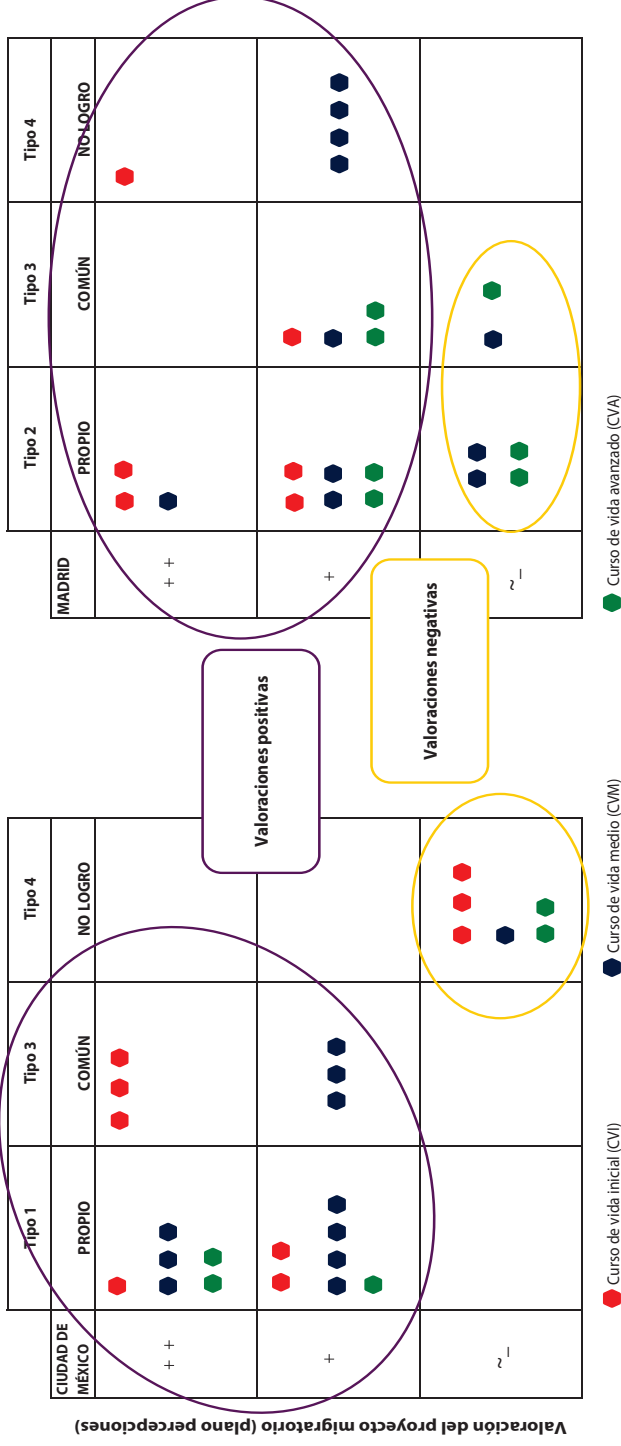 Valoración del proyecto migratorio (plano percepciones)
Tipo 1
Tipo 3
Tipo 4
CIUDAD DE
MÉXICO
PROPIO
COMÚN
NO LOGRO
+ +
+
~ –
Valoraciones positivas
Valoraciones negativas
Tipo 2
Tipo 3
Tipo 4
MADRID
PROPIO
COMÚN
NO LOGRO
+ +
+
~ –
Curso de vida inicial (CVI)
Curso de vida medio (CVM)
Curso de vida avanzado (CVA)